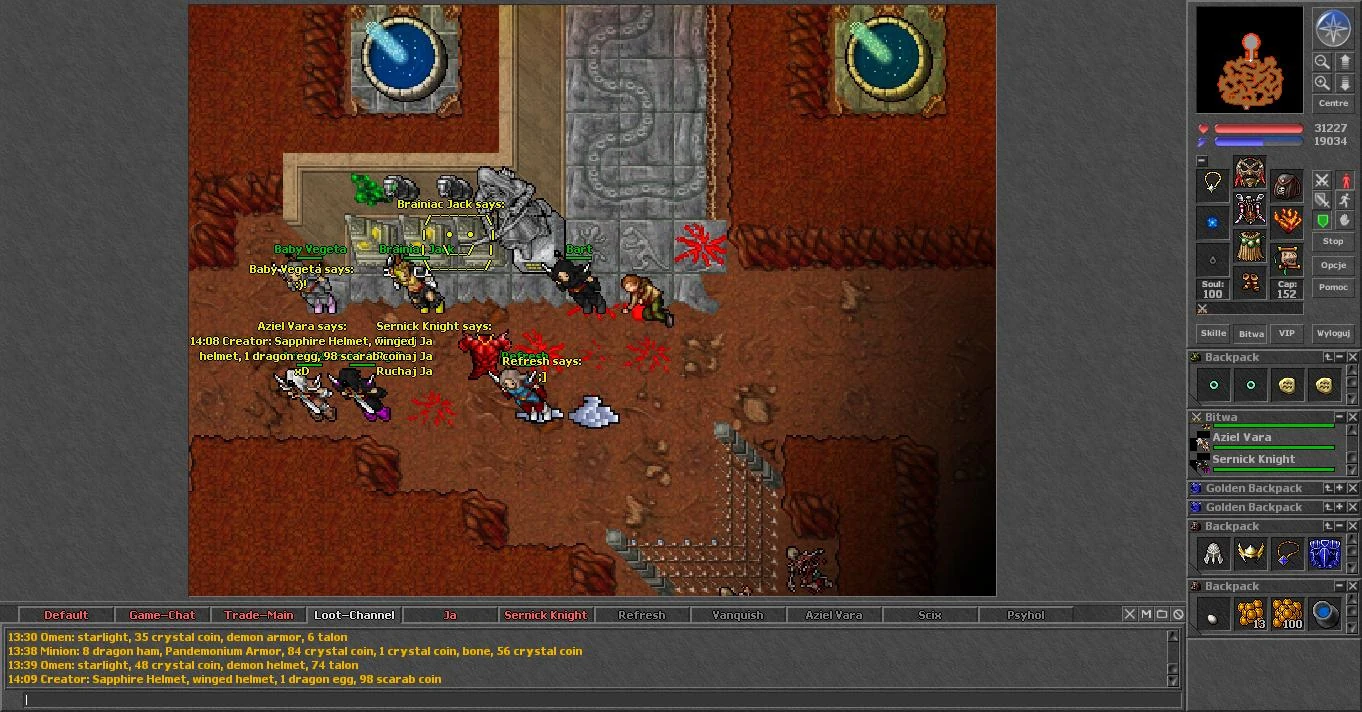 Brainiac Jack says:
Baby Vegeta
Brainiac Jack
Bart
Baby Vegeta says:
:)!
Aziel Vara says:
14:08 Creator: Sapphire Helmet, winged
helmet, 1 dragon egg, 98 scarab coin
xD
Sernick Knight says:
Ja
Ja
Ruchaj Ja
Refresh
Refresh says:
;]
Centre
31227
19034
Soul:
100
Cap:
152
Stop
Opcje
Pomoc
Skille
Bitwa
VIP
Wyloguj
Backpack
Bitwa
Aziel Vara
Sernick Knight
Golden Backpack
Golden Backpack
Backpack
Backpack
13
100
Default
Game-Chat
Trade-Main
Loot-Channel
Ja
Sernick Knight
Refresh
Vanquish
Aziel Vara
Scix
Psyhol
13:30 Omen: starlight, 35 crystal coin, demon armor, 6 talon
13:38 Minion: 8 dragon ham, Pandemonium Armor, 84 crystal coin, 1 crystal coin, bone, 56 crystal coin
13:39 Omen: starlight, 48 crystal coin, demon helmet, 74 talon
14:09 Creator: Sapphire Helmet, winged helmet, 1 dragon egg, 98 scarab coin